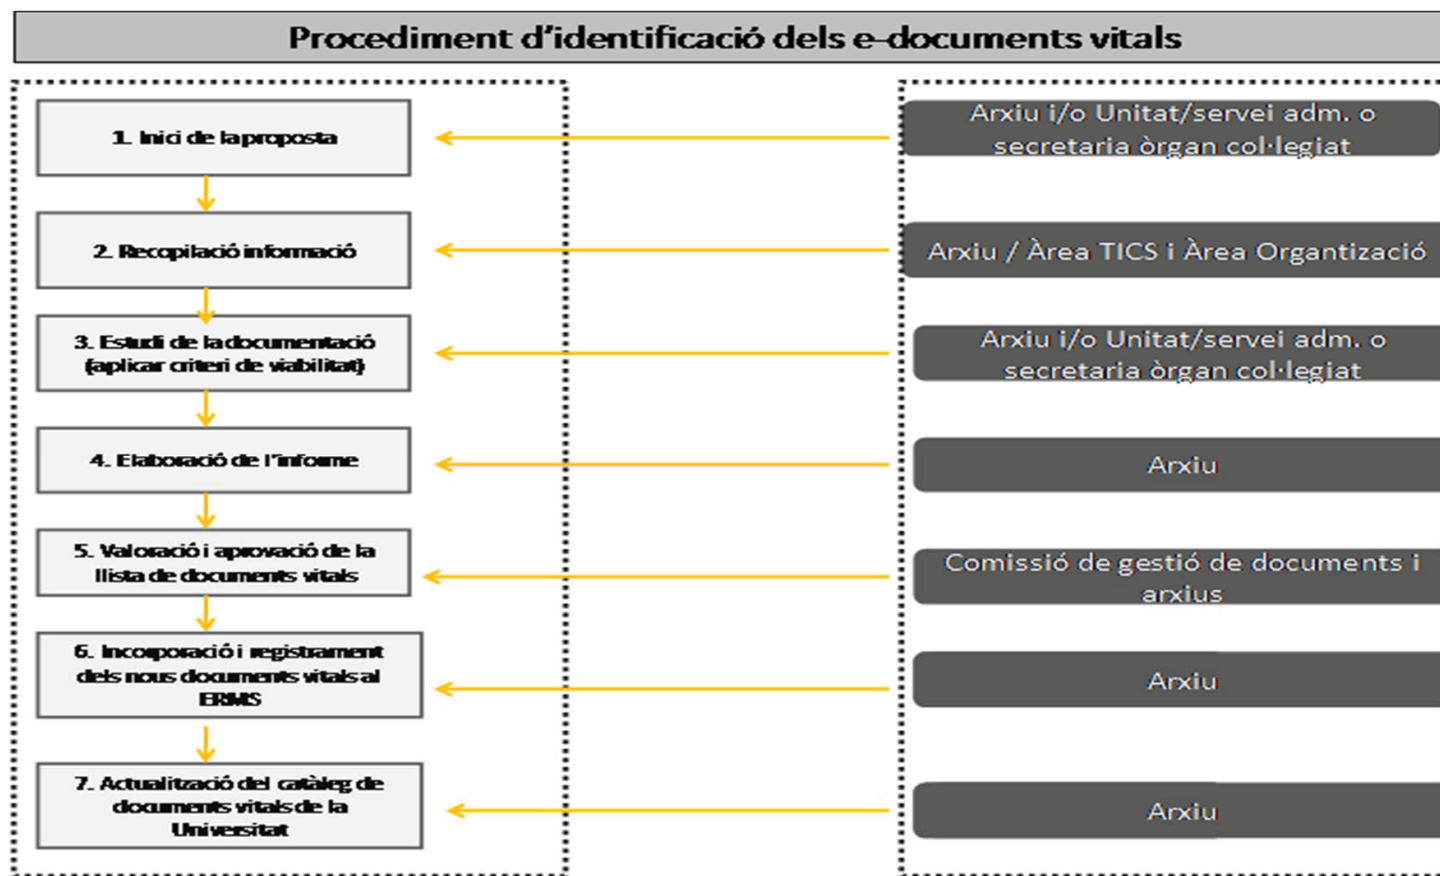 Procediment d'identificació dels e-documents vitals
1. Inici de la proposta
Arxiu i/o Unitat/servei adm. o
secretaria òrgan col·legiat
2. Recopilació informació
Arxiu / Àrea TICS i Àrea Organtizació
3. Estudi de la documentació
(aplicar criteri de viabilitat)
Arxiu i/o Unitat/servei adm. o
secretaria òrgan col·legiat
4. Elaboració de l'informe
Arxiu
5. Valoració i aprovació de la
llista de documents vitals
Comissió de gestió de documents i
arxius
6. Incorporació i registrament
dels nous documents vitals al
ERMS
Arxiu
7. Actualització del catàleg de
documents vitals de la
Universitat
Arxiu